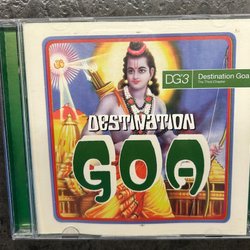 DG3
Destination Goa
The Third Chapter
ॐ
DESTINATION
GOA